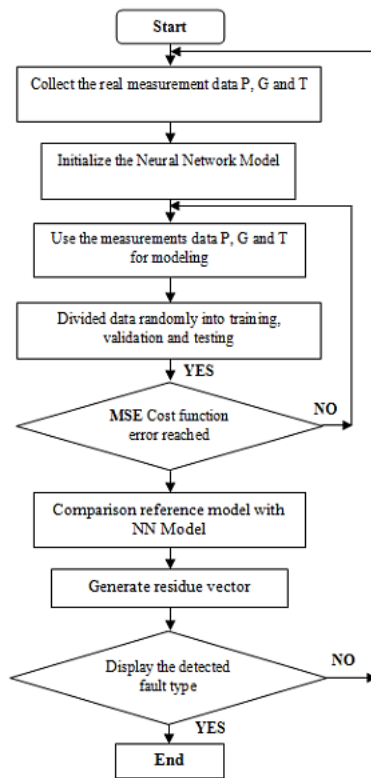 Start
Collect the real measurement data P, G and T
Initialize the Neural Network Model
Use the measurements data P, G and T
for modeling
Divided data randomly into training,
validation and testing
YES
MSE Cost function
error reached
NO
Comparison reference model with
NN Model
Generate residue vector
Display the detected
fault type
NO
YES
End